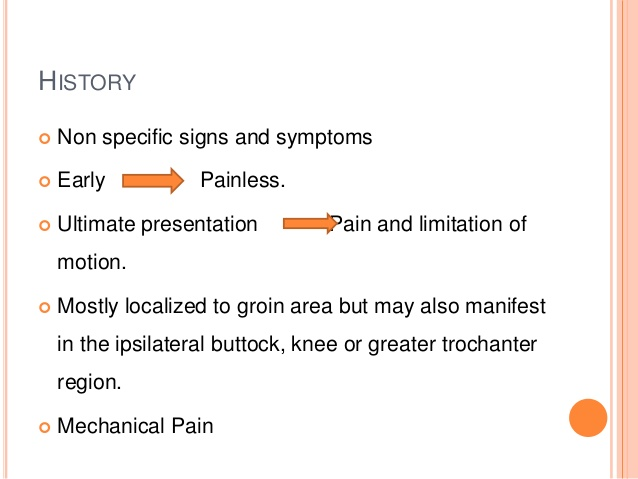 HISTORY
Non specific signs and symptoms
Early Painless.
Ultimate presentation Pain and limitation of
motion.
Mostly localized to groin area but may also manifest
in the ipsilateral buttock, knee or greater trochanter
region.
Mechanical Pain